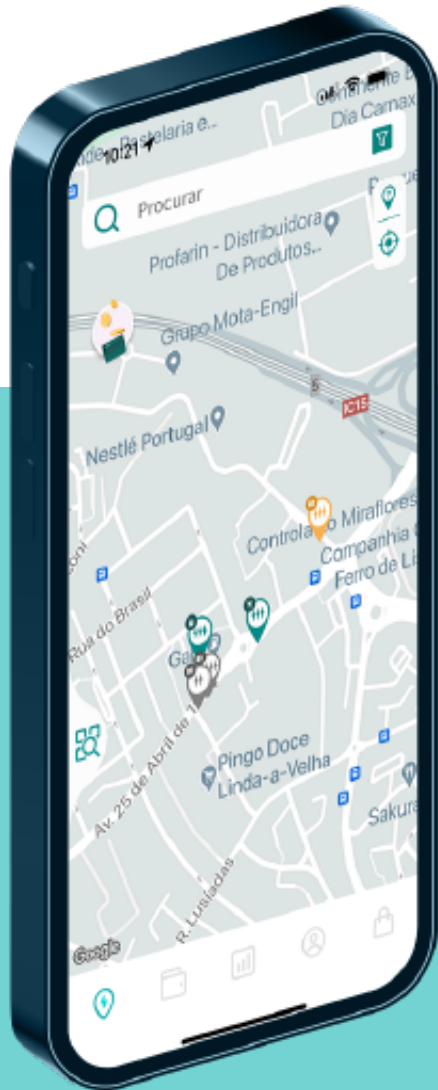 10:21
Pastelaria e...
Dia Camax
Procurar
Profarin - Distribuidora
De Produtos...
Grupo Mota-Engil
IC15
Nestlé Portugal
Miraflores
Companhia
Ferro de Li
Rua do Brasil
Av. 25 de Abril de 1
Pingo Doce
Linda-a-Velha
Sakura
R. Lusíadas
Google